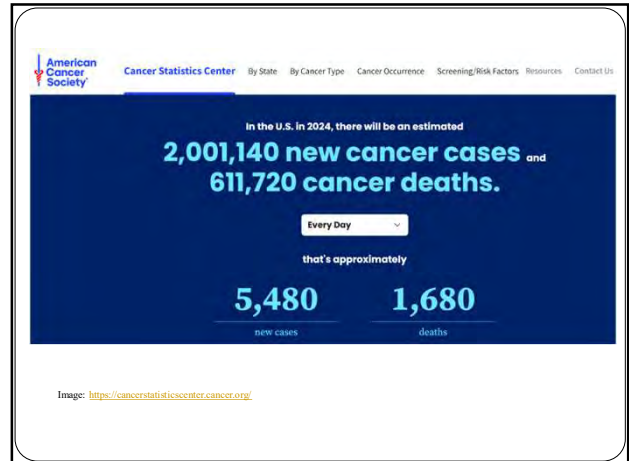 American
Cancer
Society
Cancer Statistics Center By State By Cancer Type Cancer Occurrence Screening/Risk Factors Resources Contact Us
In the U.S. in 2024, there will be an estimated
2,001,140 new cancer cases and
611,720 cancer deaths.
Every Day
that's approximately
5,480 1,680
new cases deaths
Image: https://cancerstatisticscenter.cancer.org/